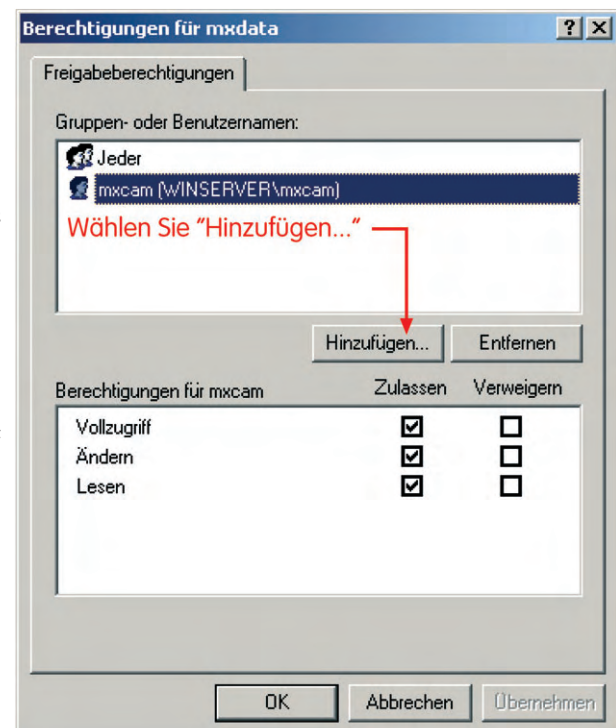 Berechtigungen für mxdata
Freigabeberechtigungen
Gruppen- oder Benutzernamen:
Jeder
mxcam (WINSERVER\mxcam)
Wählen Sie "Hinzufügen..."
Hinzufügen... Entfernen
Berechtigungen für mxcam Zulassen Verweigern
Vollzugriff
Ändern
Lesen
OK Abbrechen Übernehmen